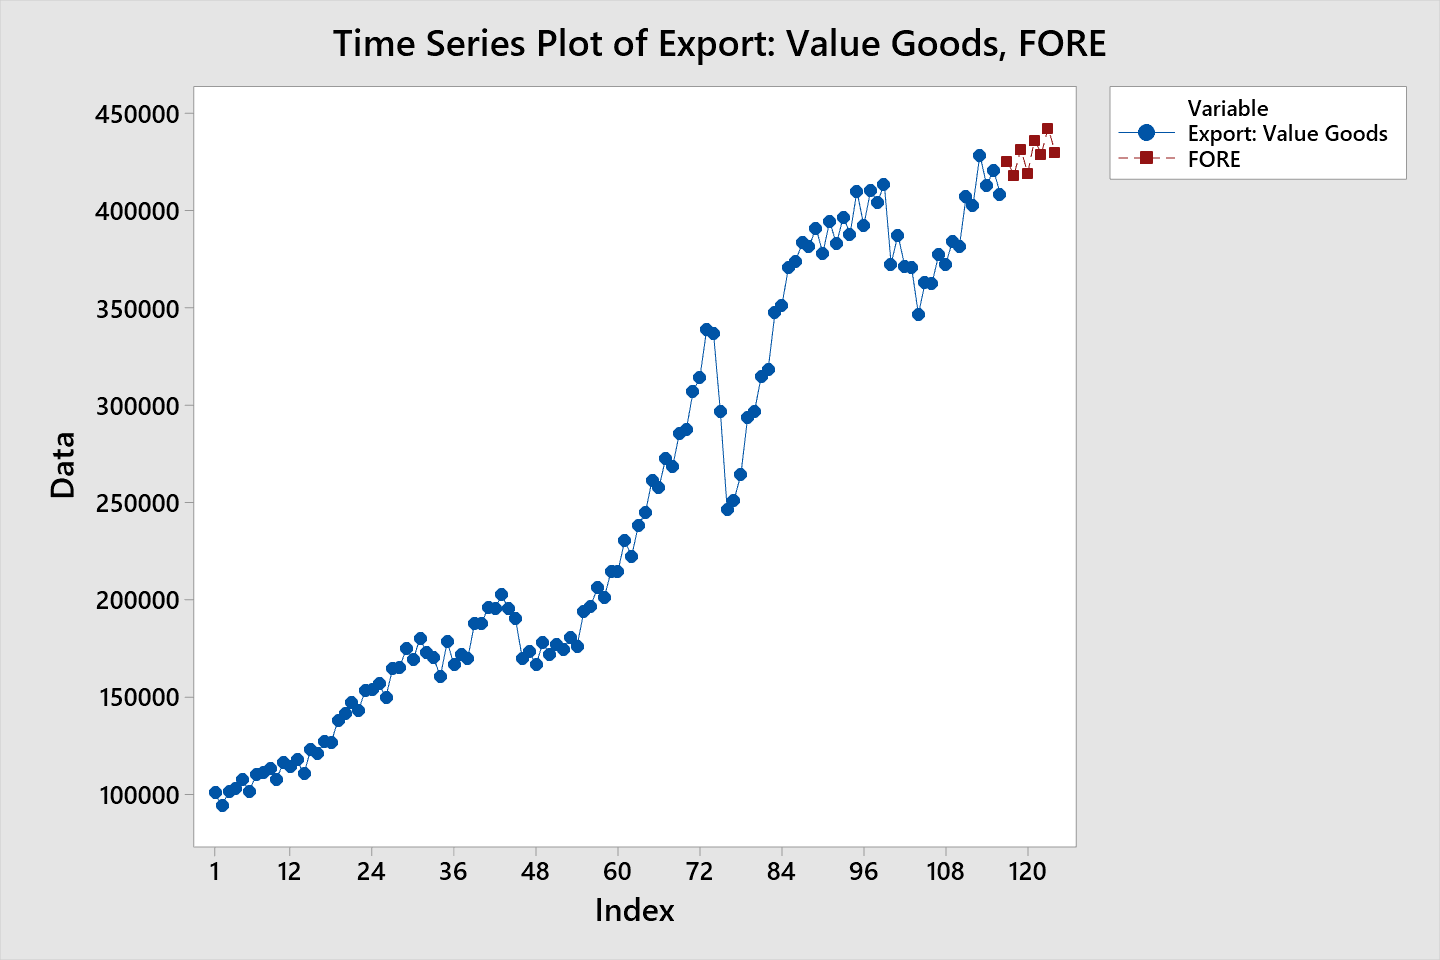 Time Series Plot of Export: Value Goods, FORE
Variable
Export: Value Goods
FORE
450000
400000
350000
300000
250000
200000
150000
100000
Data
1 12 24 36 48 60 72 84 96 108 120
Index